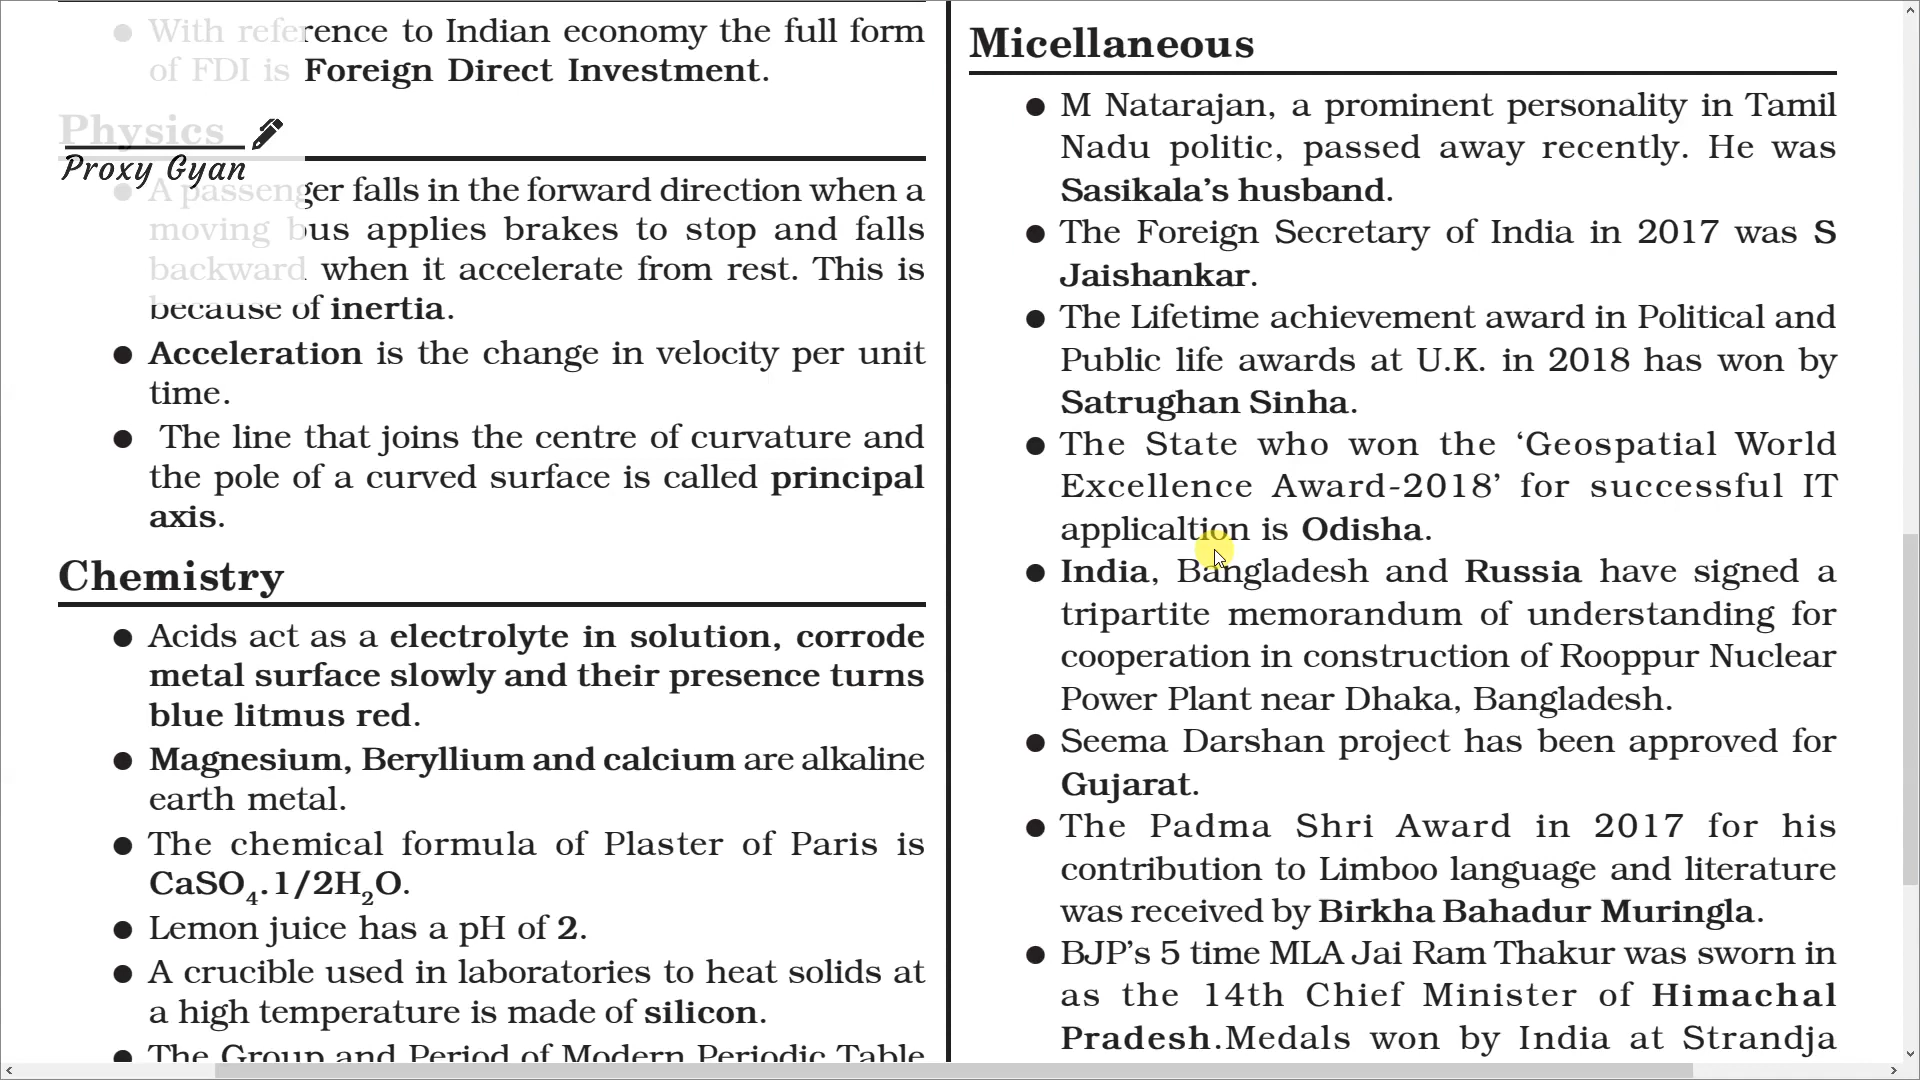 With reference to Indian economy the full form
of FDI is Foreign Direct Investment.
Physics
Proxy Gyan
● A passenger falls in the forward direction when a
moving bus applies brakes to stop and falls
backward when it accelerate from rest. This is
because of inertia.
● Acceleration is the change in velocity per unit
time.
● The line that joins the centre of curvature and
the pole of a curved surface is called principal
axis.
Chemistry
● Acids act as a electrolyte in solution, corrode
metal surface slowly and their presence turns
blue litmus red.
● Magnesium, Beryllium and calcium are alkaline
earth metal.
● The chemical formula of Plaster of Paris is
CaSO₄.1/2H₂O.
● Lemon juice has a pH of 2.
● A crucible used in laboratories to heat solids at
a high temperature is made of silicon.
● The Group and Period of Modern Periodic Table
Micellaneous
● M Natarajan, a prominent personality in Tamil
Nadu politic, passed away recently. He was
Sasikala’s husband.
● The Foreign Secretary of India in 2017 was S
Jaishankar.
● The Lifetime achievement award in Political and
Public life awards at U.K. in 2018 has won by
Satrughan Sinha.
● The State who won the ‘Geospatial World
Excellence Award-2018’ for successful IT
applicaltion is Odisha.
● India, Bangladesh and Russia have signed a
tripartite memorandum of understanding for
cooperation in construction of Rooppur Nuclear
Power Plant near Dhaka, Bangladesh.
● Seema Darshan project has been approved for
Gujarat.
● The Padma Shri Award in 2017 for his
contribution to Limboo language and literature
was received by Birkha Bahadur Muringla.
● BJP’s 5 time MLA Jai Ram Thakur was sworn in
as the 14th Chief Minister of Himachal
Pradesh.Medals won by India at Strandja